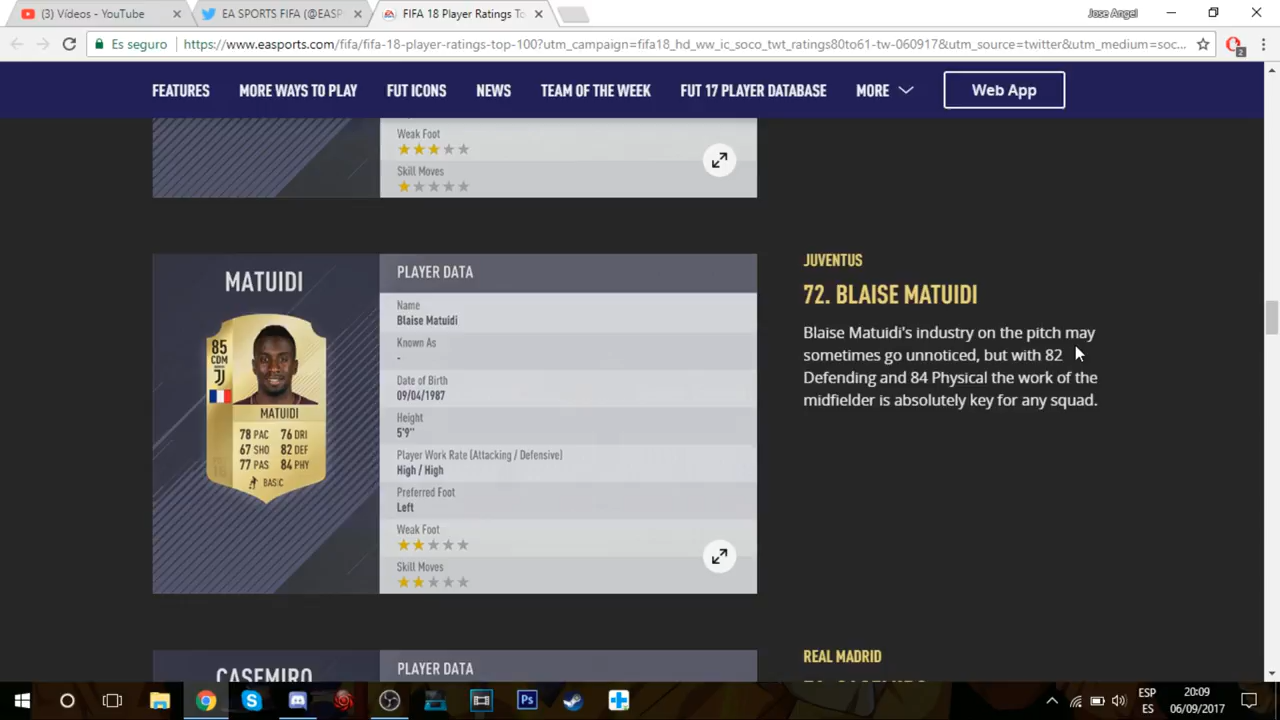 (3) Vídeos - YouTube
EA SPORTS FIFA (@EASP
FIFA 18 Player Ratings To
Jose Angel
Es seguro
https://www.easports.com/fifa/fifa-18-player-ratings-top-100?utm_campaign=fifa18_hd_ww_ic_soco_twt_ratings80to61-tw-060917&utm_source=twitter&utm_medium=soc...
2
FEATURES
MORE WAYS TO PLAY
FUT ICONS
NEWS
TEAM OF THE WEEK
FUT 17 PLAYER DATABASE
MORE
Web App
Weak Foot
Skill Moves
MATUIDI
85
CDM
MATUIDI
78 PAC 76 DRI
67 SHO 82 DEF
77 PAS 84 PHY
BASIC
PLAYER DATA
Name
Blaise Matuidi
Known As
-
Date of Birth
09/04/1987
Height
5'9"
Player Work Rate (Attacking / Defensive)
High / High
Preferred Foot
Left
Weak Foot
Skill Moves
JUVENTUS
72. BLAISE MATUIDI
Blaise Matuidi's industry on the pitch may
sometimes go unnoticed, but with 82
Defending and 84 Physical the work of the
midfielder is absolutely key for any squad.
CASEMIRO
PLAYER DATA
REAL MADRID
Ps
ESP
ES
20:09
06/09/2017